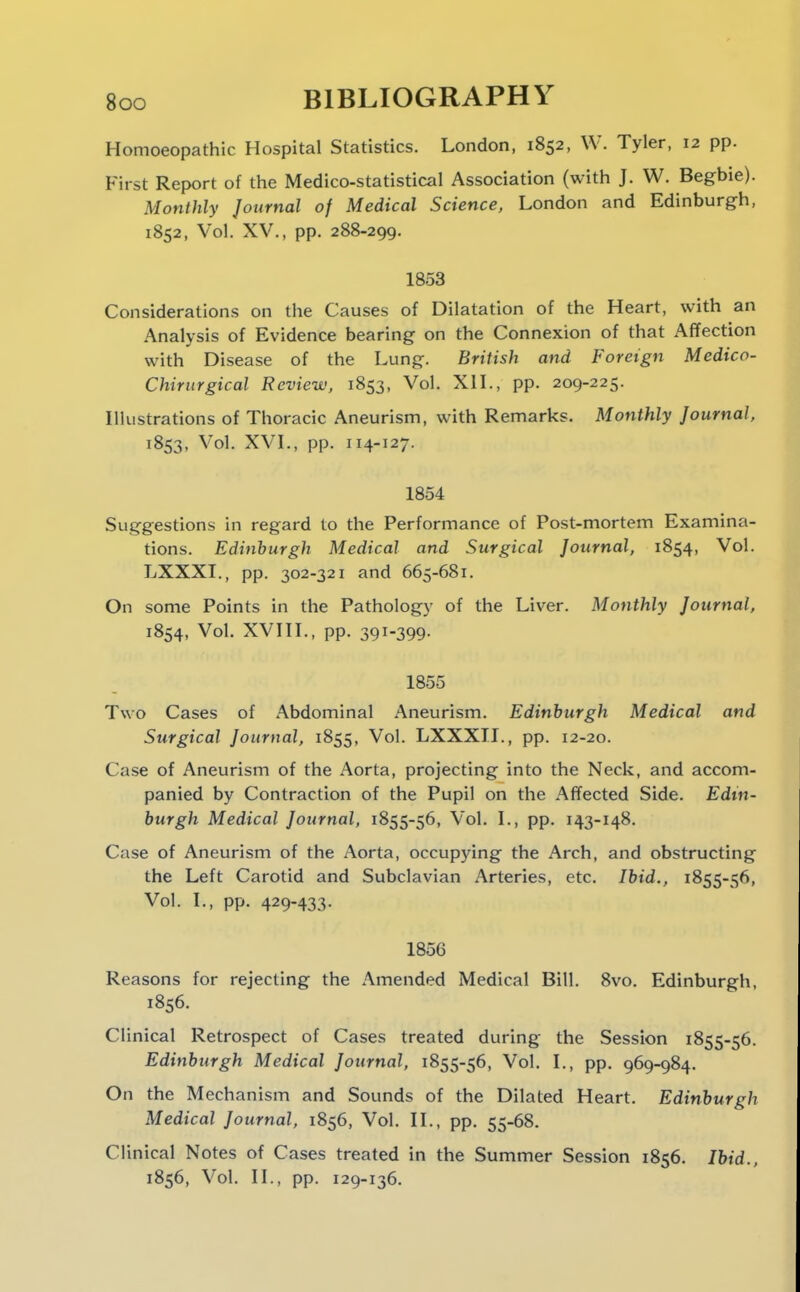 800 BIBLIOGRAPHY
Homoeopathic Hospital Statistics. London, 1852, W. Tyler, 12 pp.
First Report of the Medico-statistical Association (with J. W. Begbie).
Monthly Journal of Medical Science, London and Edinburgh,
1852, Vol. XV., pp. 288-299.
1853
Considerations on the Causes of Dilatation of the Heart, with an
Analysis of Evidence bearing on the Connexion of that Affection
with Disease of the Lung. British and Foreign Medico-
Chirurgical Review, 1853, Vol. XII., pp. 209-225.
Illustrations of Thoracic Aneurism, with Remarks. Monthly Journal,
1853, Vol. XVI., pp. 114-127.
1854
Suggestions in regard to the Performance of Post-mortem Examina-
tions. Edinburgh Medical and Surgical Journal, 1854, Vol.
LXXXI., pp. 302-321 and 665-681.
On some Points in the Pathology of the Liver. Monthly Journal,
1854, Vol. XVIII., pp. 391-399.
1855
Two Cases of Abdominal Aneurism. Edinburgh Medical and
Surgical Journal, 1855, Vol. LXXXII., pp. 12-20.
Case of Aneurism of the Aorta, projecting into the Neck, and accom-
panied by Contraction of the Pupil on the Affected Side. Edin-
burgh Medical Journal, 1855-56, Vol. I., pp. 143-148.
Case of Aneurism of the Aorta, occupying the Arch, and obstructing
the Left Carotid and Subclavian Arteries, etc. Ibid., 1855-56,
Vol. I., pp. 429-433.
1856
Reasons for rejecting the Amended Medical Bill. 8vo. Edinburgh,
1856.
Clinical Retrospect of Cases treated during the Session 1855-56.
Edinburgh Medical Journal, 1855-56, Vol. I., pp. 969-984.
On the Mechanism and Sounds of the Dilated Heart. Edinburgh
Medical Journal, 1856, Vol. II., pp. 55-68.
Clinical Notes of Cases treated in the Summer Session 1856. Ibid.,
1856, Vol. II., pp. 129-136.